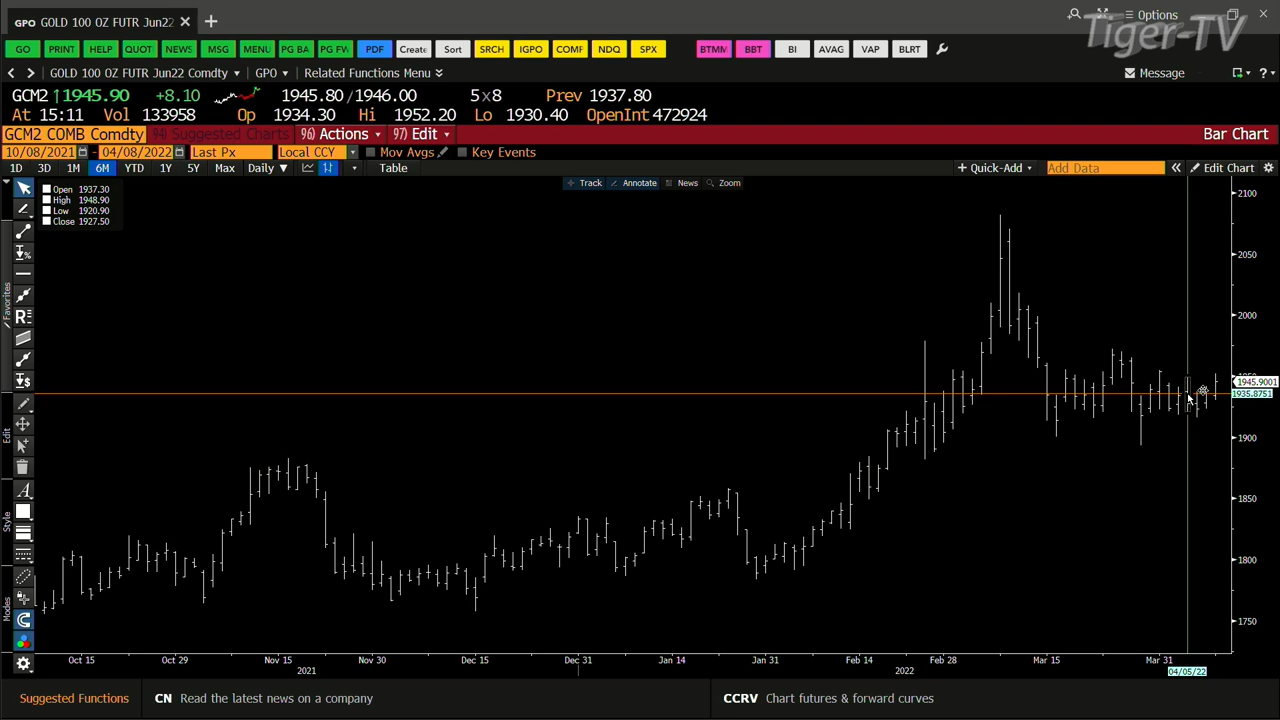 GPO GOLD 100 OZ FUTR Jun22
Options
Tiger-TV
GO PRINT HELP QUOT NEWS MSG MENU PG BA PG FW PDF Create Sort SRCH IGPO COMF NDQ SPX BTMM BBT BI AVAG VAP BLRT
GOLD 100 OZ FUTR Jun22 Comdty GPO Related Functions Menu Message
GCM2 ↑1945.90 +8.10 1945.80/1946.00 5x8 Prev 1937.80
At 15:11 Vol 133958 Op 1934.30 Hi 1952.20 Lo 1930.40 OpenInt 472924
GCM2 COMB Comdty 94) Suggested Charts 96) Actions 97) Edit Bar Chart
10/08/2021 - 04/08/2022 Last Px Local CCY Mov Avgs Key Events
1D 3D 1M 6M YTD 1Y 5Y Max Daily Table + Quick-Add Add Data Edit Chart
Track Annotate News Zoom
Open 1937.30
High 1948.90
Low 1920.90
Close 1927.50
Favorites
Edit
Style
Modes
2100
2050
2000
1950
1945.9001
1935.8751
1900
1850
1800
1750
Oct 15 Oct 29 Nov 15 Nov 30 Dec 15 Dec 31 Jan 14 Jan 31 Feb 14 Feb 28 Mar 15 Mar 31
2021 2022 04/05/22
Suggested Functions CN Read the latest news on a company CCRV Chart futures & forward curves